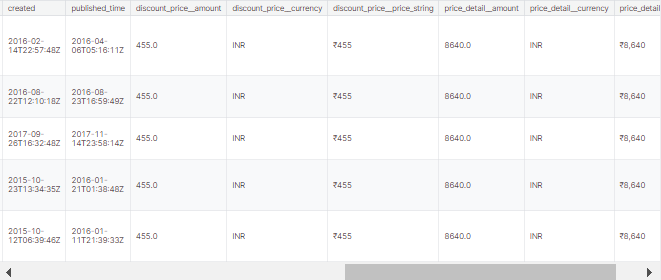 created published_time discount_price__amount discount_price__currency discount_price__price_string price_detail__amount price_detail__currency price_detail
2016-02-14T22:57:48Z 2016-04-06T05:16:11Z 455.0 INR ₹455 8640.0 INR ₹8,640
2016-08-22T12:10:18Z 2016-08-23T16:59:49Z 455.0 INR ₹455 8640.0 INR ₹8,640
2017-09-26T16:32:48Z 2017-11-14T23:58:14Z 455.0 INR ₹455 8640.0 INR ₹8,640
2015-10-23T13:34:35Z 2016-01-21T01:38:48Z 455.0 INR ₹455 8640.0 INR ₹8,640
2015-10-12T06:39:46Z 2016-01-11T21:39:33Z 455.0 INR ₹455 8640.0 INR ₹8,640